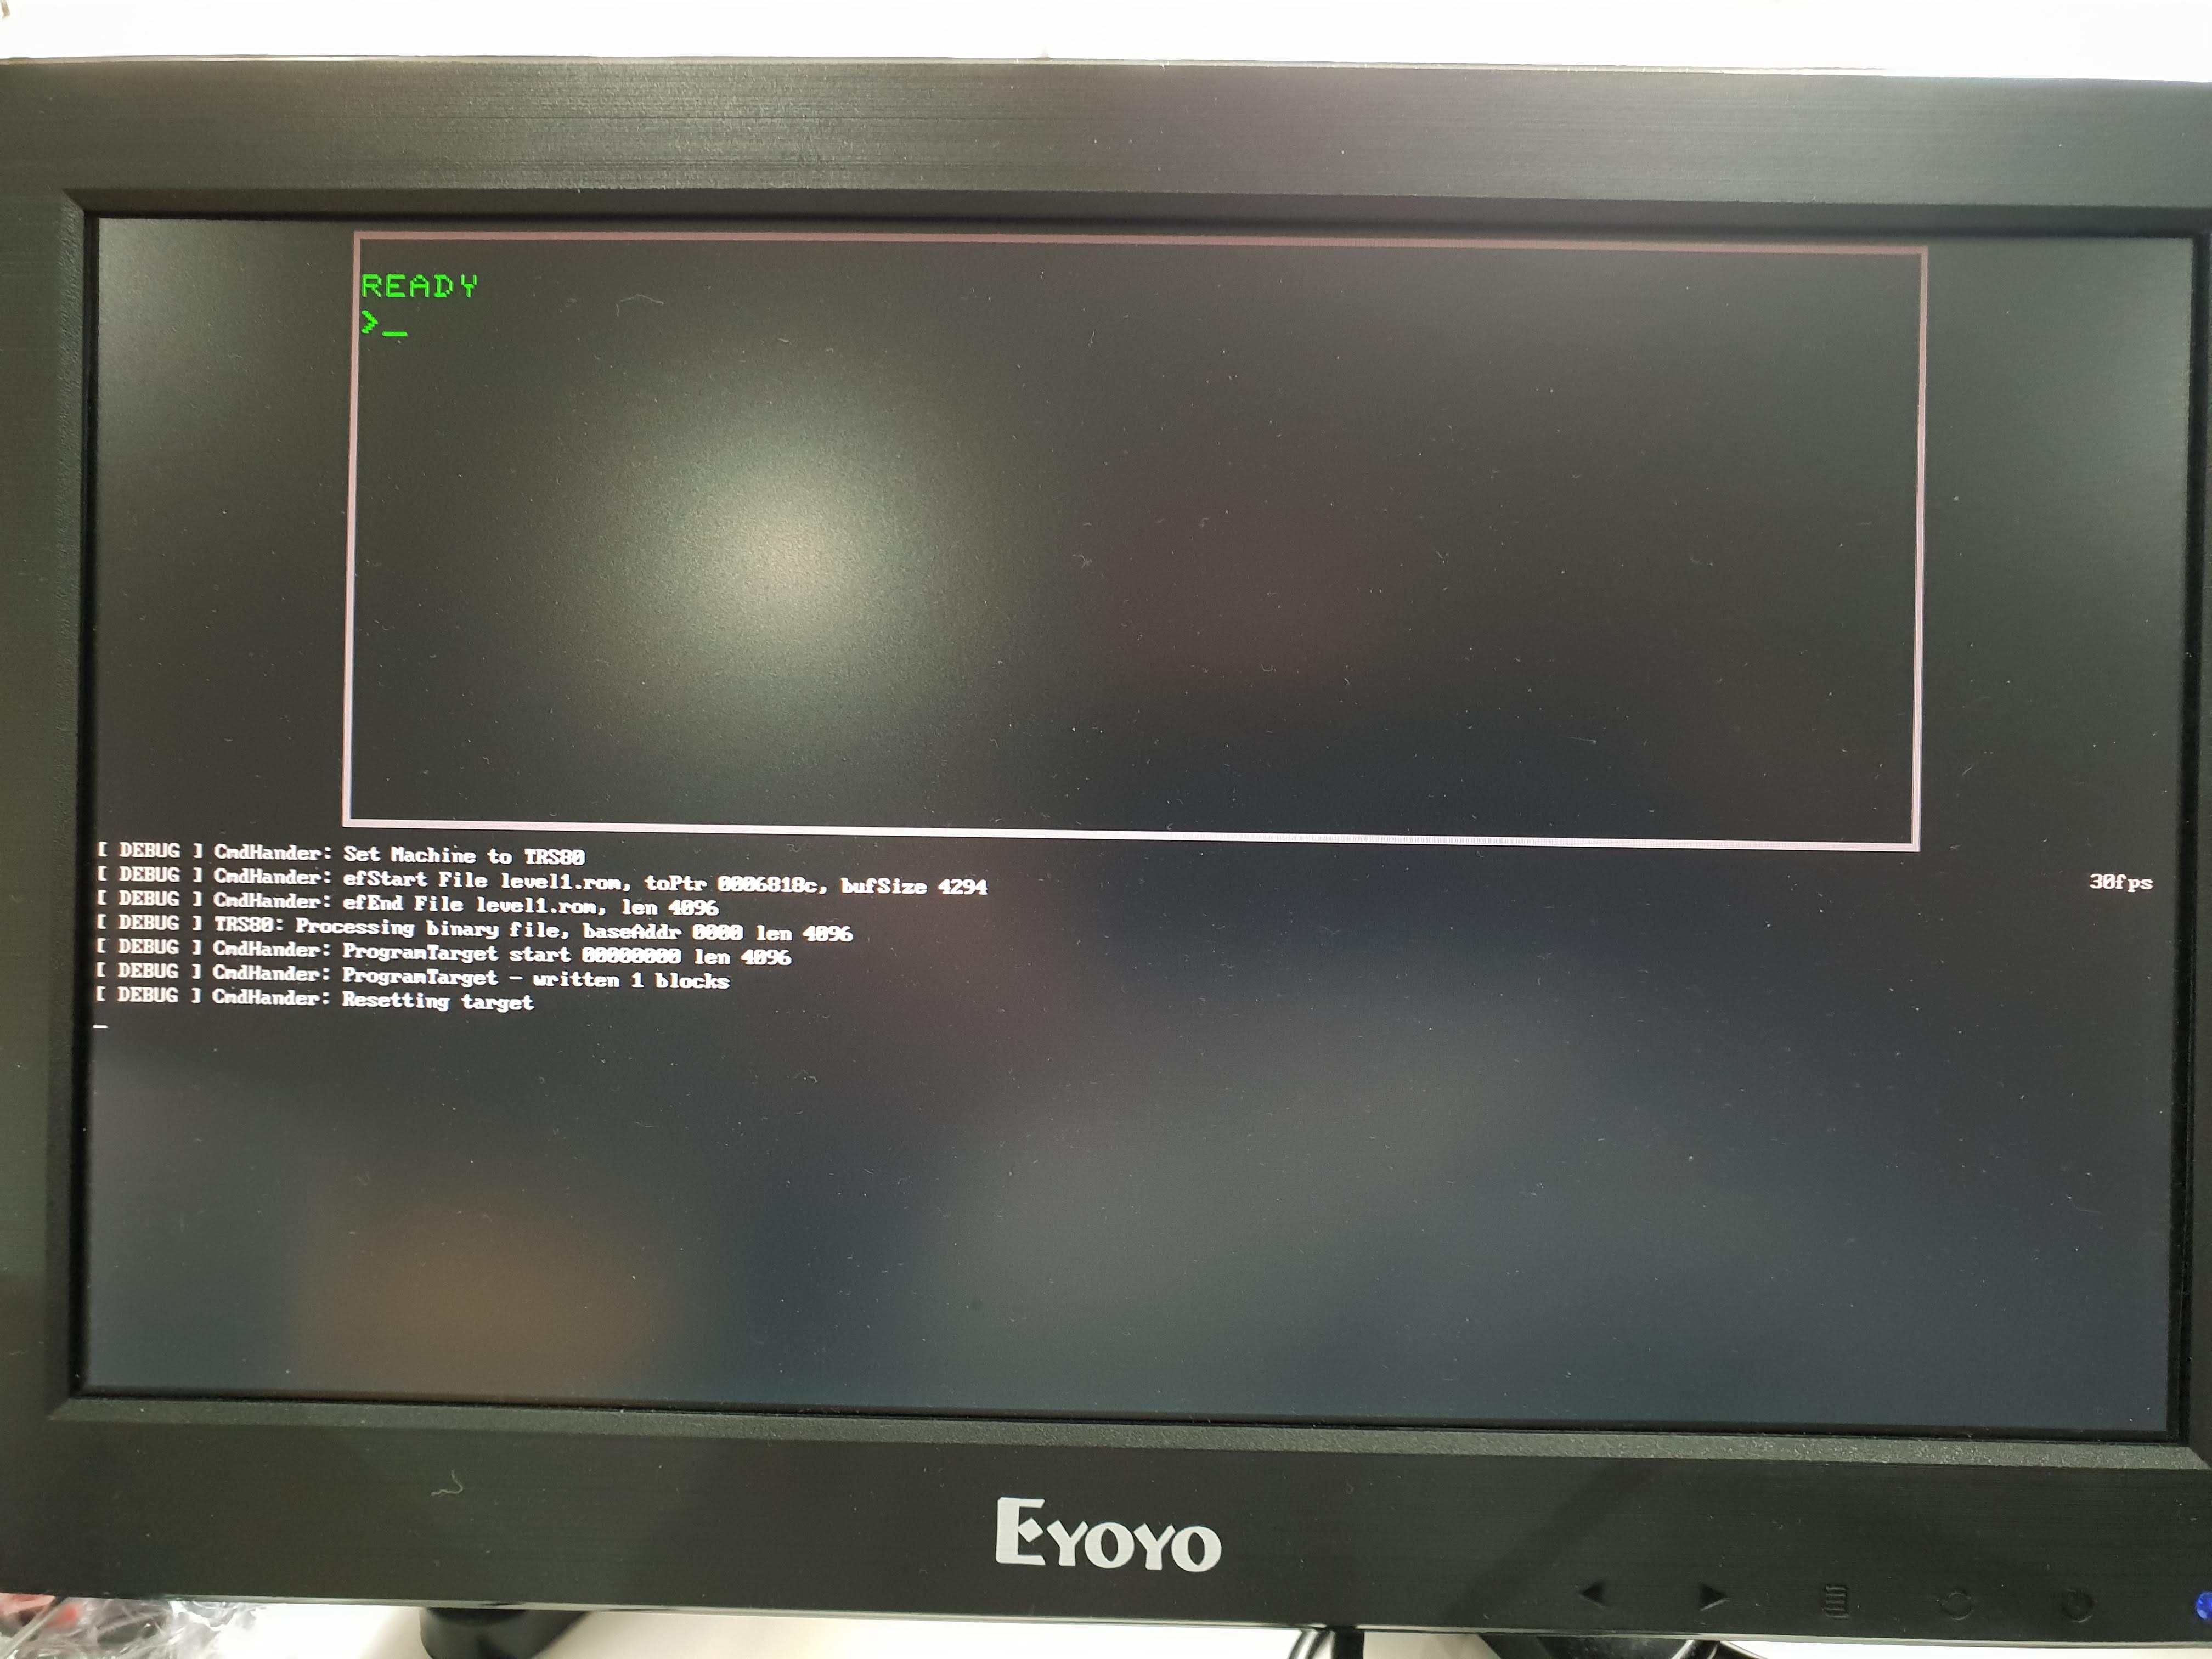 READY
>_
[ DEBUG ] CmdHander: Set Machine to TRS80
[ DEBUG ] CmdHander: efStart File level1.rom, toPtr 0006818c, bufSize 4294
30fps
[ DEBUG ] CmdHander: efEnd File level1.rom, len 4096
[ DEBUG ] TRS80: Processing binary file, baseAddr 0000 len 4096
[ DEBUG ] CmdHander: ProgramTarget start 00000000 len 4096
[ DEBUG ] CmdHander: ProgramTarget - written 1 blocks
[ DEBUG ] CmdHander: Resetting target
_
EYOYO